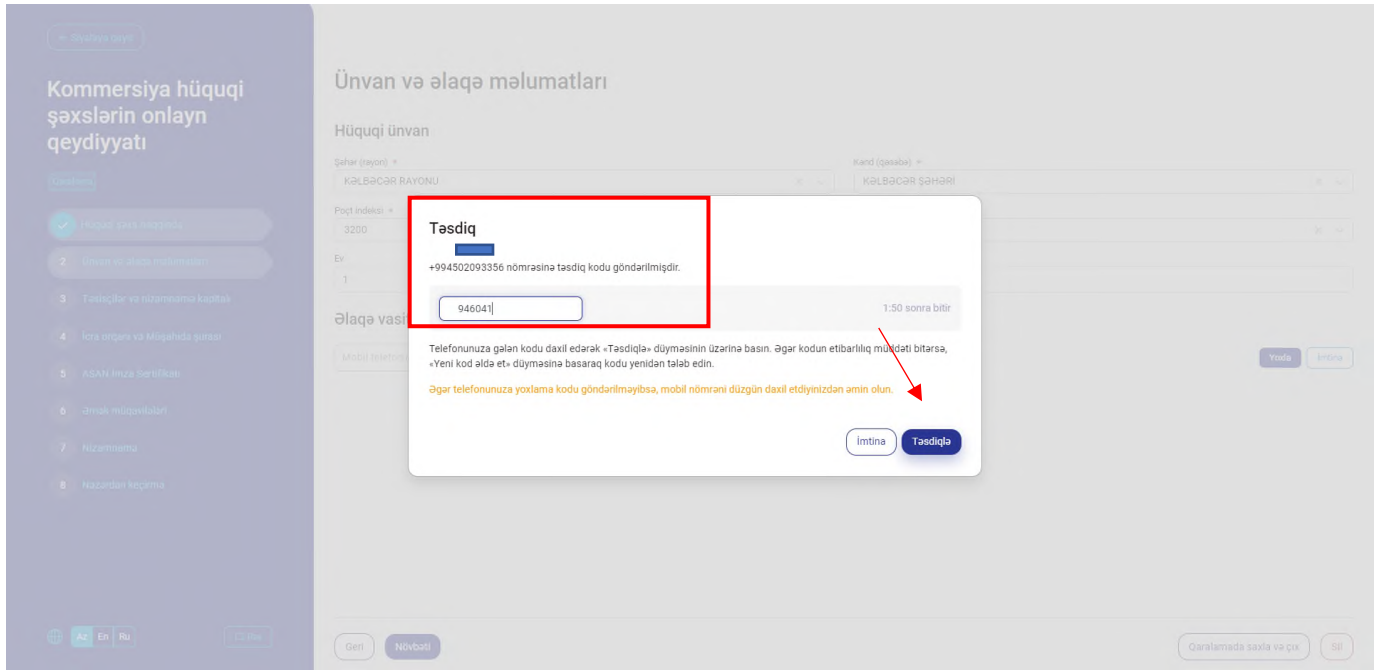 Kommersiya hüquqi
şəxslərin onlayn
qeydiyyatı
Qaralama
Hüquqi şəxs haqqında
2 Ünvan və əlaqə məlumatları
3 Təsisçilər və nizamnamə kapitalı
4 İcra orqanı və Müşahidə şurası
5 ASAN İmza Sertifikatı
6 Əmək müqavilələri
7 Nizamnamə
8 Nəzərdən keçirmə
Az En Ru
Ünvan və əlaqə məlumatları
Hüquqi ünvan
Şəhər (rayon) *
Kənd (qəsəbə) *
KƏLBƏCƏR RAYONU
KƏLBƏCƏR ŞƏHƏRİ
Poçt indeksi *
3200
Ev
1
Əlaqə vasi
Mobil telefon
Yoxla
İmtina
Təsdiq
+994502093356 nömrəsinə təsdiq kodu göndərilmişdir.
946041
1:50 sonra bitir
Telefonunuza gələn kodu daxil edərək «Təsdiqlə» düyməsinin üzərinə basın. Əgər kodun etibarlılıq müddəti bitərsə,
«Yeni kod əldə et» düyməsinə basaraq kodu yenidən tələb edin.
Əgər telefonunuza yoxlama kodu göndərilməyibsə, mobil nömrəni düzgün daxil etdiyinizdən əmin olun.
İmtina
Təsdiqlə
Geri
Növbəti
Qaralamada saxla və çıx
Sil